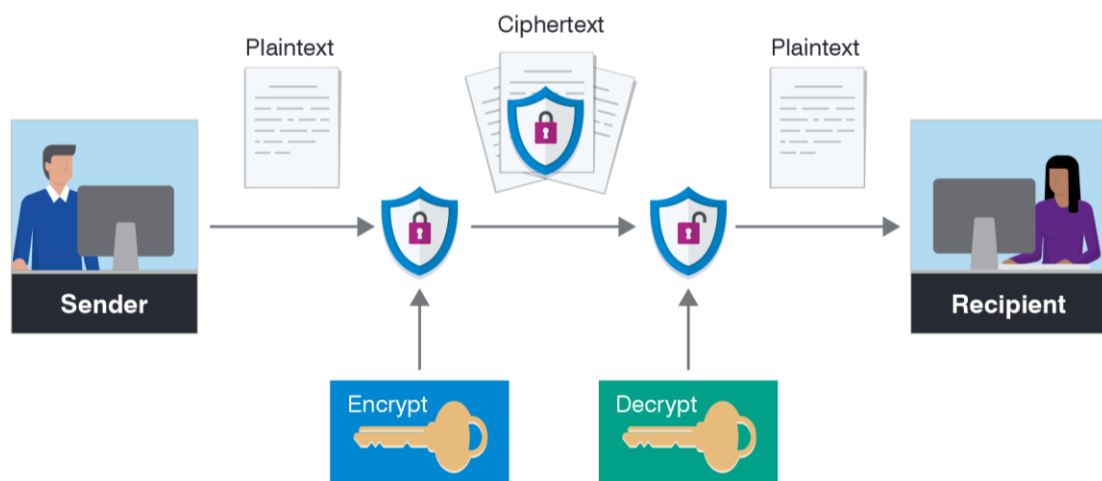 Plaintext
Ciphertext
Plaintext
Sender
Recipient
Encrypt
Decrypt